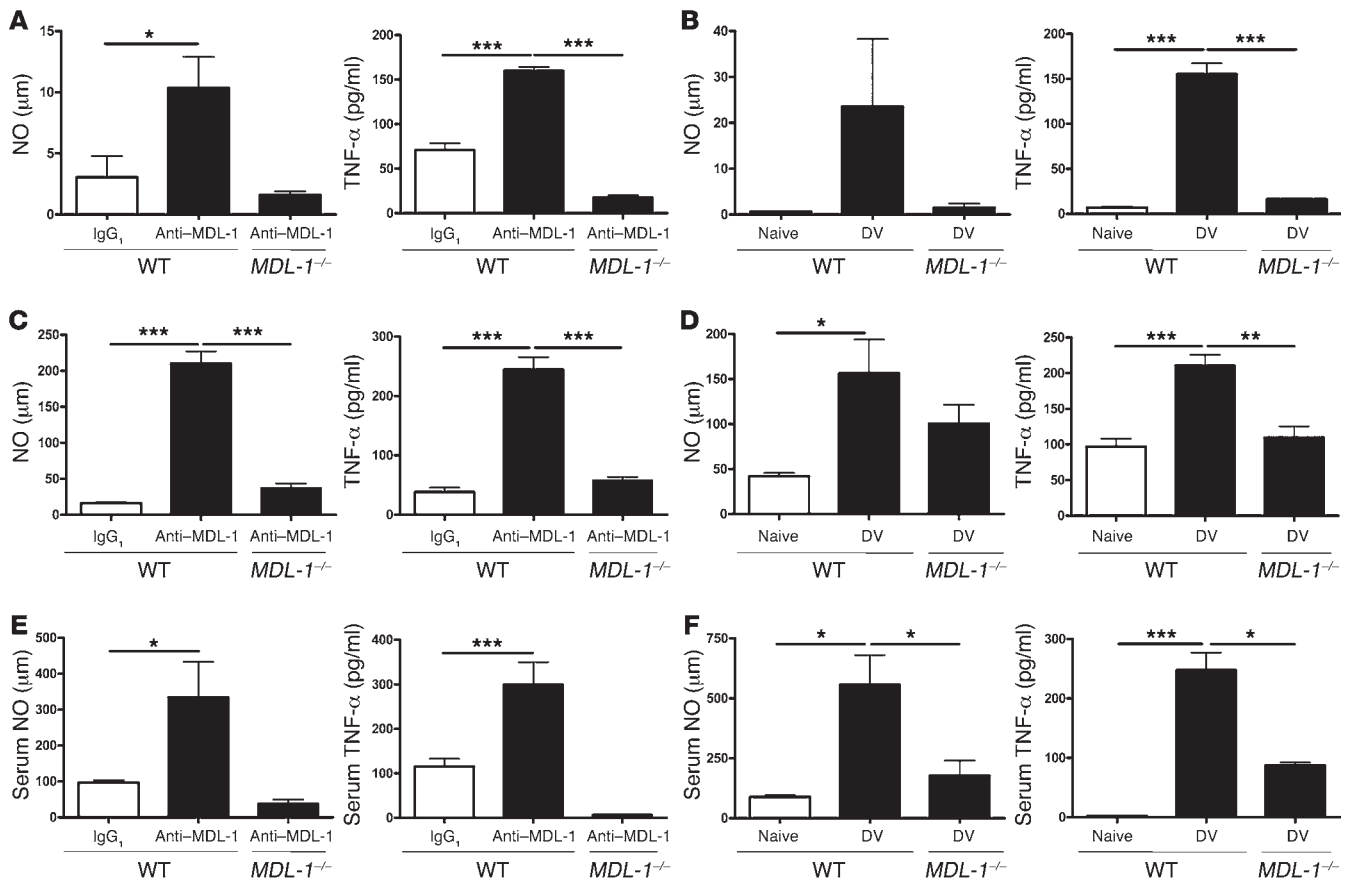 A
*
15
10
5
0
NO (μm)
IgG1 Anti–MDL-1 Anti–MDL-1
WT MDL-1–/–
*** ***
200
150
100
50
0
TNF-α (pg/ml)
IgG1 Anti–MDL-1 Anti–MDL-1
WT MDL-1–/–
B
40
30
20
10
0
NO (μm)
Naive DV DV
WT MDL-1–/–
*** ***
200
150
100
50
0
TNF-α (pg/ml)
Naive DV DV
WT MDL-1–/–
C
*** ***
250
200
150
100
50
0
NO (μm)
IgG1 Anti–MDL-1 Anti–MDL-1
WT MDL-1–/–
*** ***
300
200
100
0
TNF-α (pg/ml)
IgG1 Anti–MDL-1 Anti–MDL-1
WT MDL-1–/–
D
*
200
150
100
50
0
NO (μm)
Naive DV DV
WT MDL-1–/–
*** **
250
200
150
100
50
0
TNF-α (pg/ml)
Naive DV DV
WT MDL-1–/–
E
*
500
400
300
200
100
0
Serum NO (μm)
IgG1 Anti–MDL-1 Anti–MDL-1
WT MDL-1–/–
***
400
300
200
100
0
Serum TNF-α (pg/ml)
IgG1 Anti–MDL-1 Anti–MDL-1
WT MDL-1–/–
F
* *
750
500
250
0
Serum NO (μm)
Naive DV DV
WT MDL-1–/–
*** *
300
200
100
0
Serum TNF-α (pg/ml)
Naive DV DV
WT MDL-1–/–